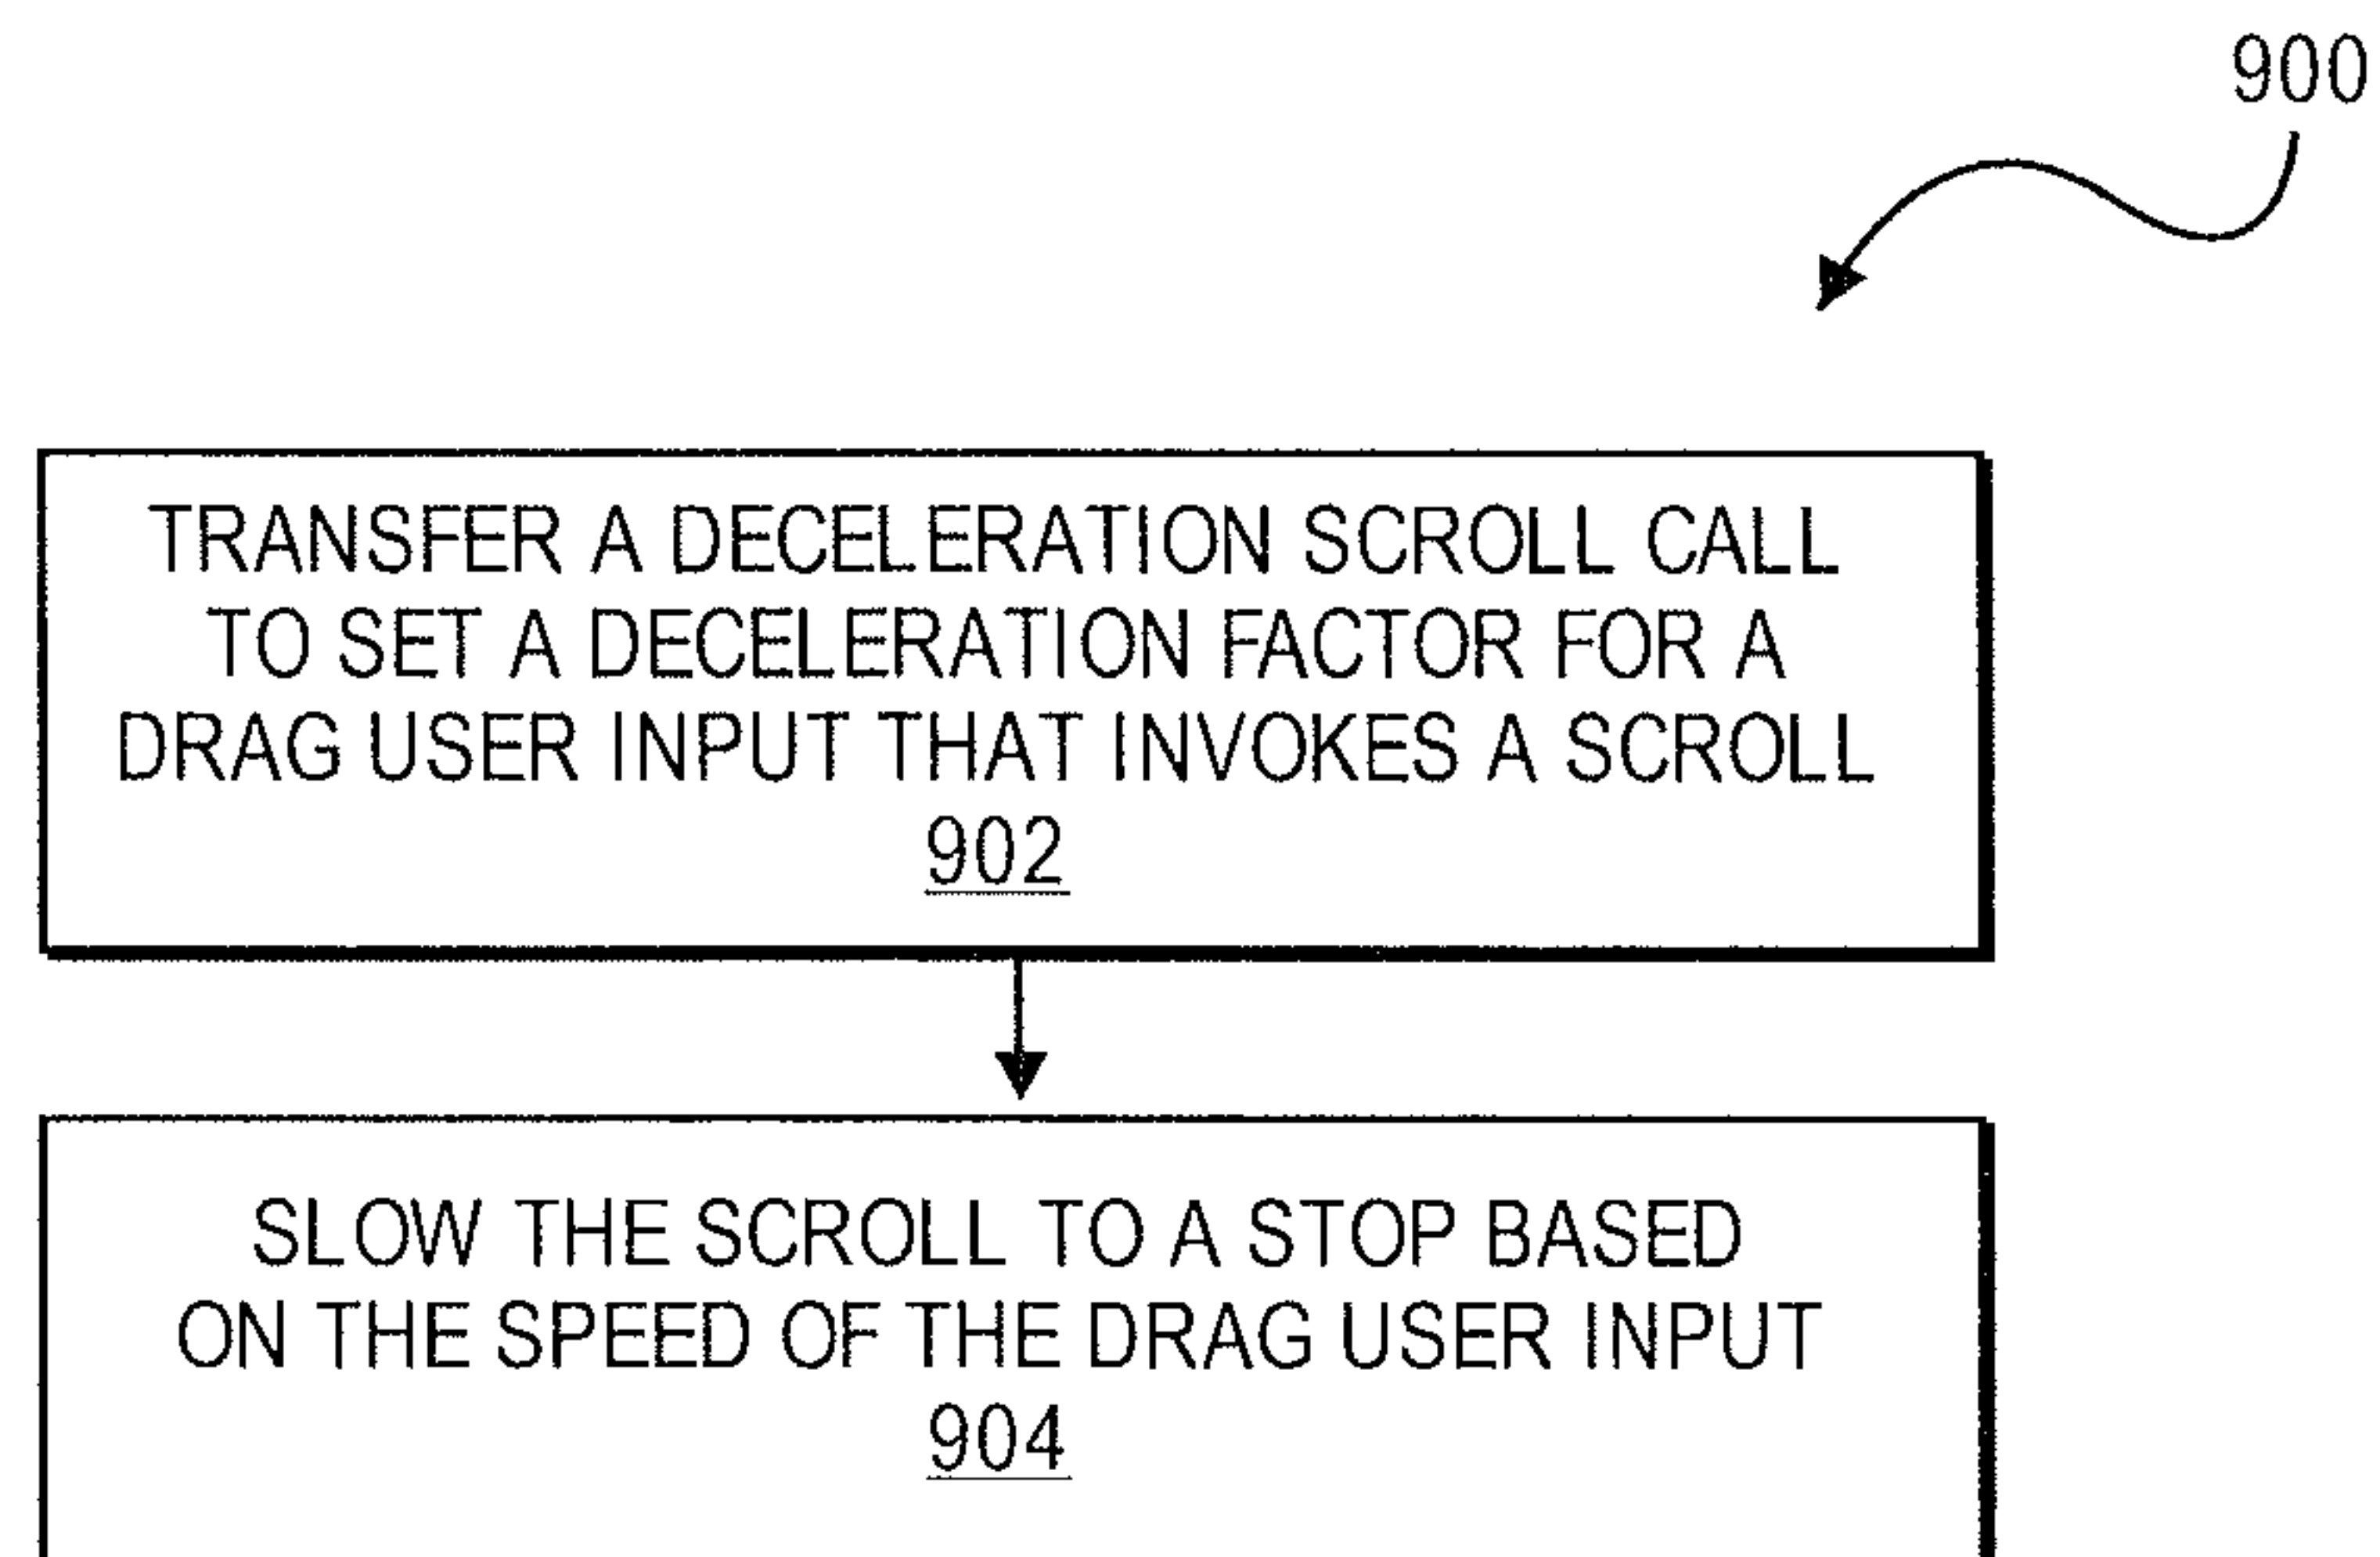 900
TRANSFER A DECELERATION SCROLL CALL
TO SET A DECELERATION FACTOR FOR A
DRAG USER INPUT THAT INVOKES A SCROLL
902
SLOW THE SCROLL TO A STOP BASED
ON THE SPEED OF THE DRAG USER INPUT
904